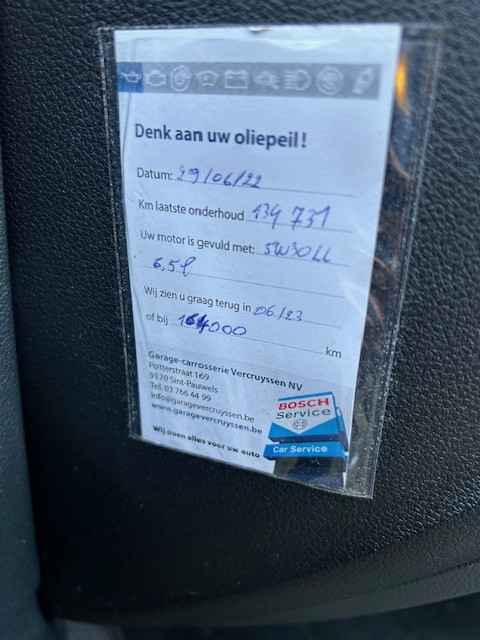 Denk aan uw oliepeil!
Datum: 29/06/22
Km laatste onderhoud 134 731
Uw motor is gevuld met: 5W30LL
6,5l
Wij zien u graag terug in 06/23
of bij 164000 km
Garage-carrosserie Vercruyssen NV
Potterstraat 169
9170 Sint-Pauwels
Tel. 03 766 44 99
info@garagevercruyssen.be
www.garagevercruyssen.be
Wij doen alles voor uw auto
BOSCH
Service
Car Service